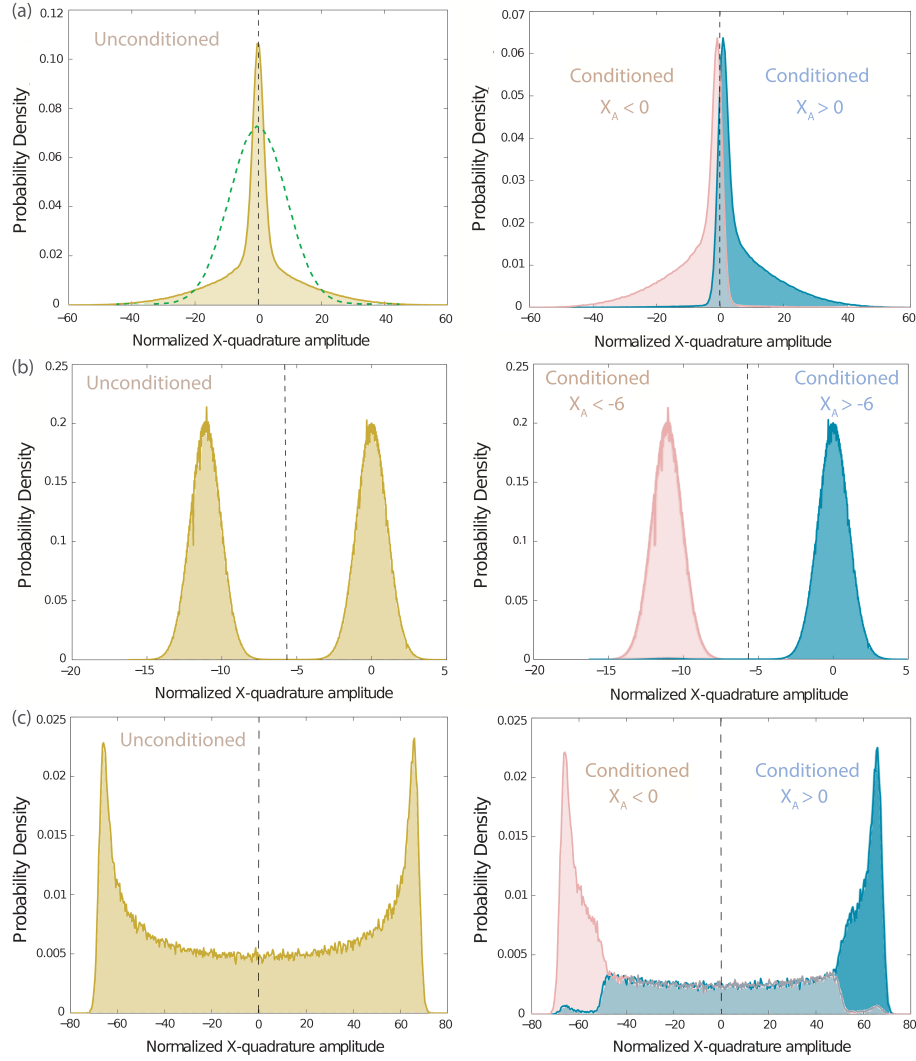 (a)
Unconditioned
Probability Density
0.12
0.10
0.08
0.06
0.04
0.02
0
−60
−40
−20
0
20
40
60
Normalized X-quadrature amplitude
Conditioned
X_A < 0
Conditioned
X_A > 0
Probability Density
0.07
0.06
0.05
0.04
0.03
0.02
0.01
0
−60
−40
−20
0
20
40
60
Normalized X-quadrature amplitude
(b)
Unconditioned
Probability Density
0.25
0.2
0.15
0.1
0.05
0
−20
−15
−10
−5
0
5
Normalized X-quadrature amplitude
Conditioned
X_A < -6
Conditioned
X_A > -6
Probability Density
0.25
0.2
0.15
0.1
0.05
0
−20
−15
−10
−5
0
5
Normalized X-quadrature amplitude
(c)
Unconditioned
Probability Density
0.025
0.02
0.015
0.01
0.005
0
−80
−60
−40
−20
0
20
40
60
80
Normalized X-quadrature amplitude
Conditioned
X_A < 0
Conditioned
X_A > 0
Probability Density
0.025
0.02
0.015
0.01
0.005
0
−80
−60
−40
−20
0
20
40
60
80
Normalized X-quadrature amplitude